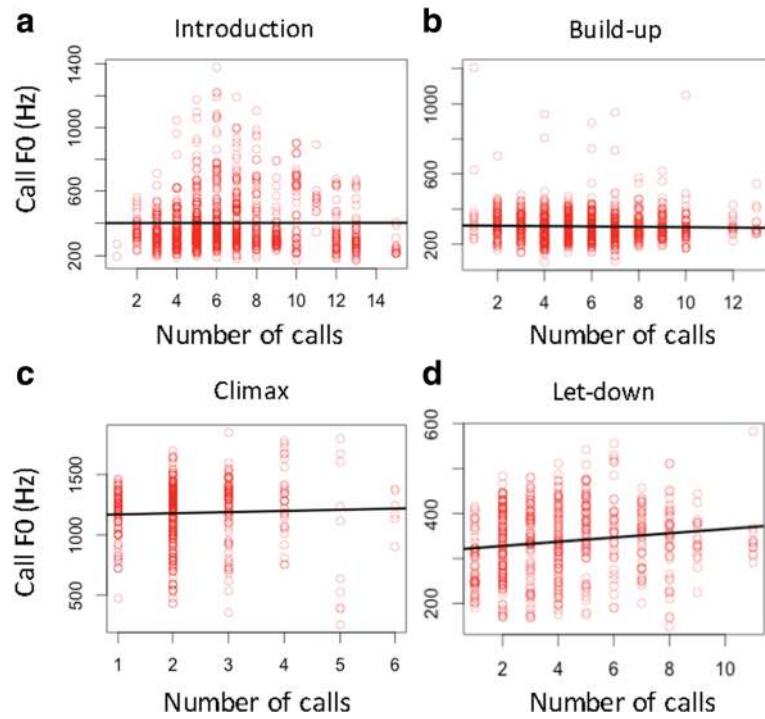 a Introduction
Call F0 (Hz)
1400
1000
600
200
2 4 6 8 10 12 14
Number of calls
b Build-up
1000
600
200
2 4 6 8 10 12
Number of calls
c Climax
Call F0 (Hz)
1500
1000
500
1 2 3 4 5 6
Number of calls
d Let-down
600
400
200
2 4 6 8 10
Number of calls